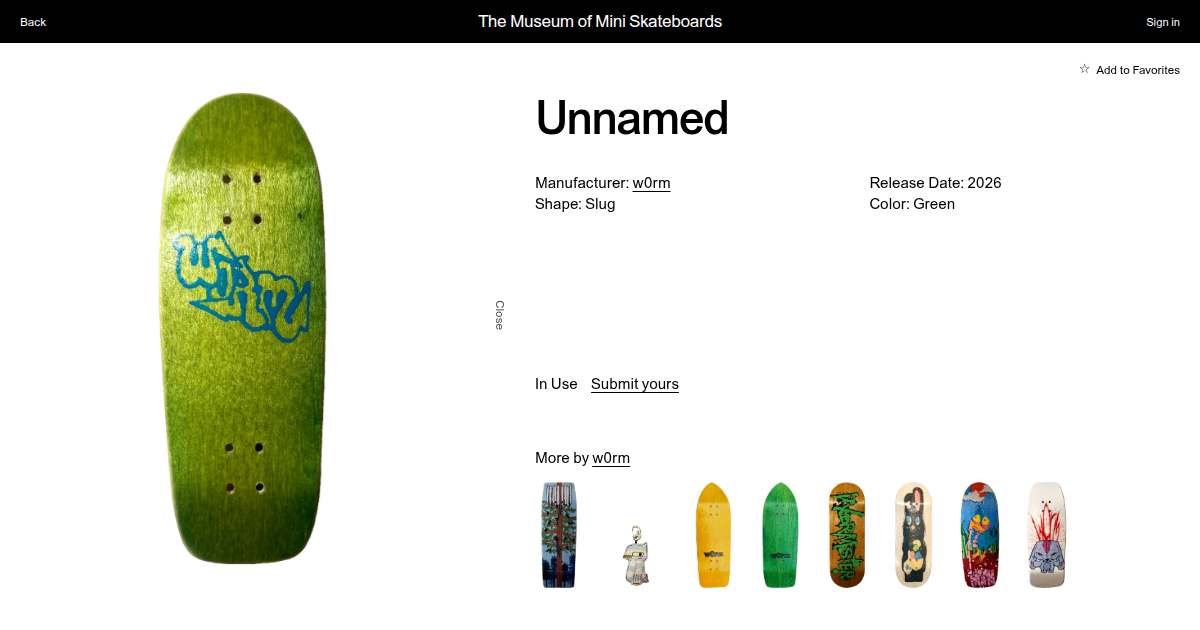 Back
The Museum of Mini Skateboards
Sign in
☆ Add to Favorites
Unnamed
Manufacturer: w0rm
Shape: Slug
Release Date: 2026
Color: Green
Close
In Use Submit yours
More by w0rm